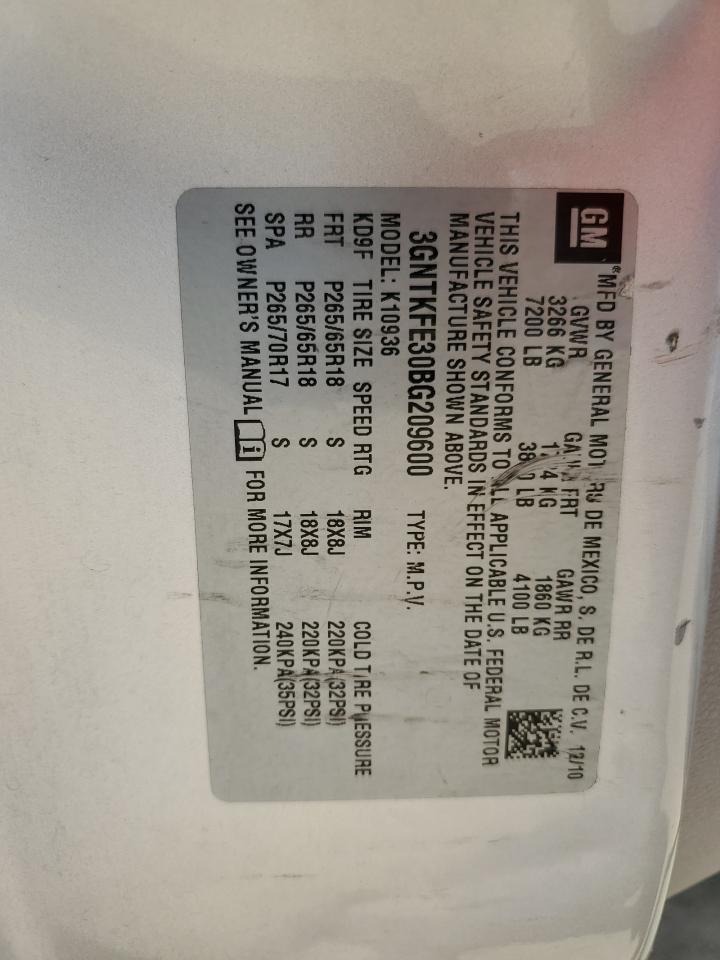 GM
MFD BY GENERAL MOTORS DE MEXICO, S. DE R.L. DE C.V. 12/10
GVWR GAWR FRT GAWR RR
3266 KG KG 1860 KG
7200 LB LB 4100 LB
THIS VEHICLE CONFORMS TO ALL APPLICABLE U.S. FEDERAL MOTOR
VEHICLE SAFETY STANDARDS IN EFFECT ON THE DATE OF
MANUFACTURE SHOWN ABOVE.
3GNTKFE30BG209600 TYPE: M.P.V.
MODEL: K10936
KD9F TIRE SIZE SPEED RTG RIM COLD TIRE PRESSURE
FRT P265/65R18 S 18X8J 220KPA(32PSI)
RR P265/65R18 S 18X8J 220KPA(32PSI)
SPA P265/70R17 S 17X7J 240KPA(35PSI)
SEE OWNER'S MANUAL i FOR MORE INFORMATION.